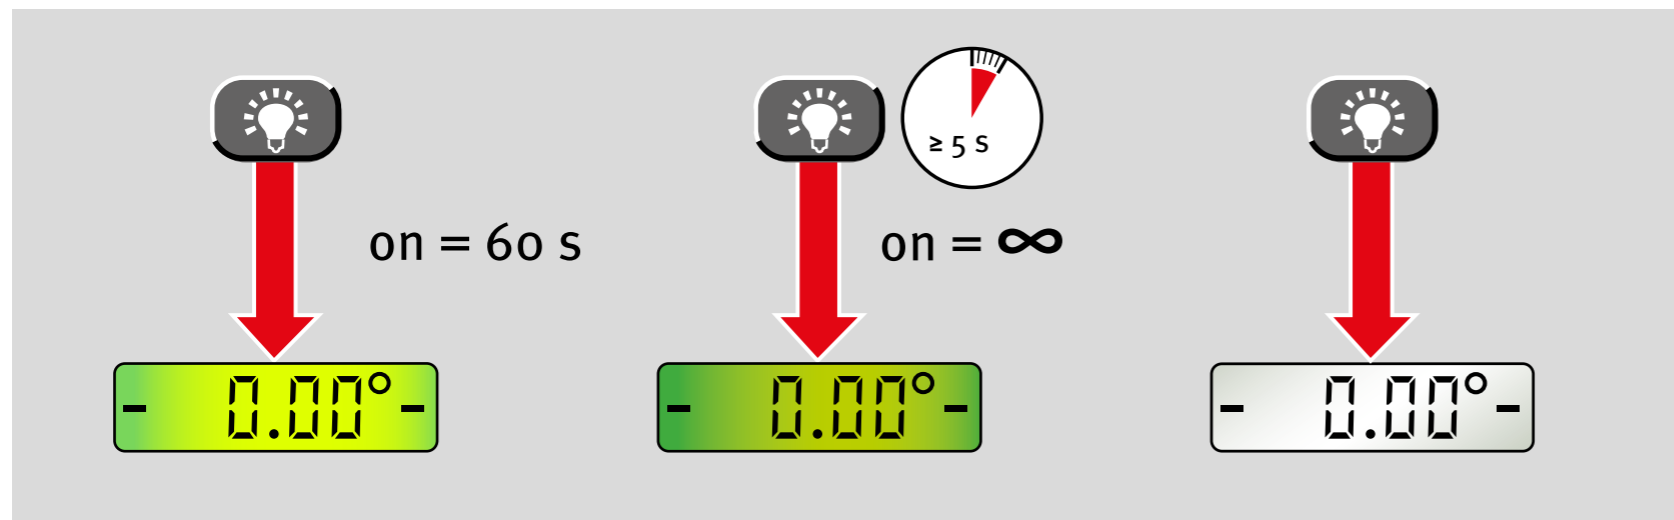 ≥ 5 s
on = 60 s
on = ∞
- 0.00° -
- 0.00° -
- 0.00° -